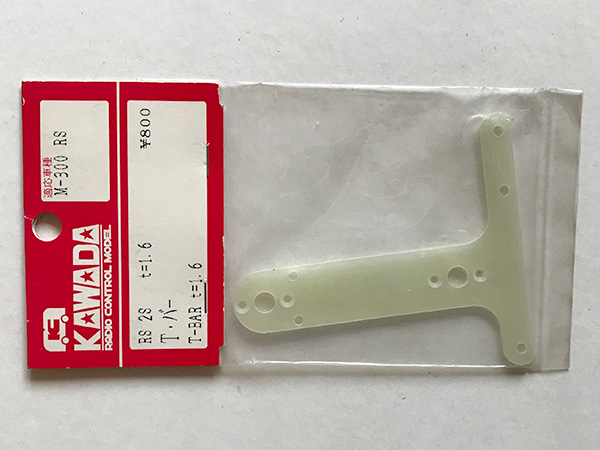 KAWADA
RADIO CONTROL MODEL
適応車種
M-300 RS
RS 2S t=1.6
T・バー
T-BAR t=1.6
¥800